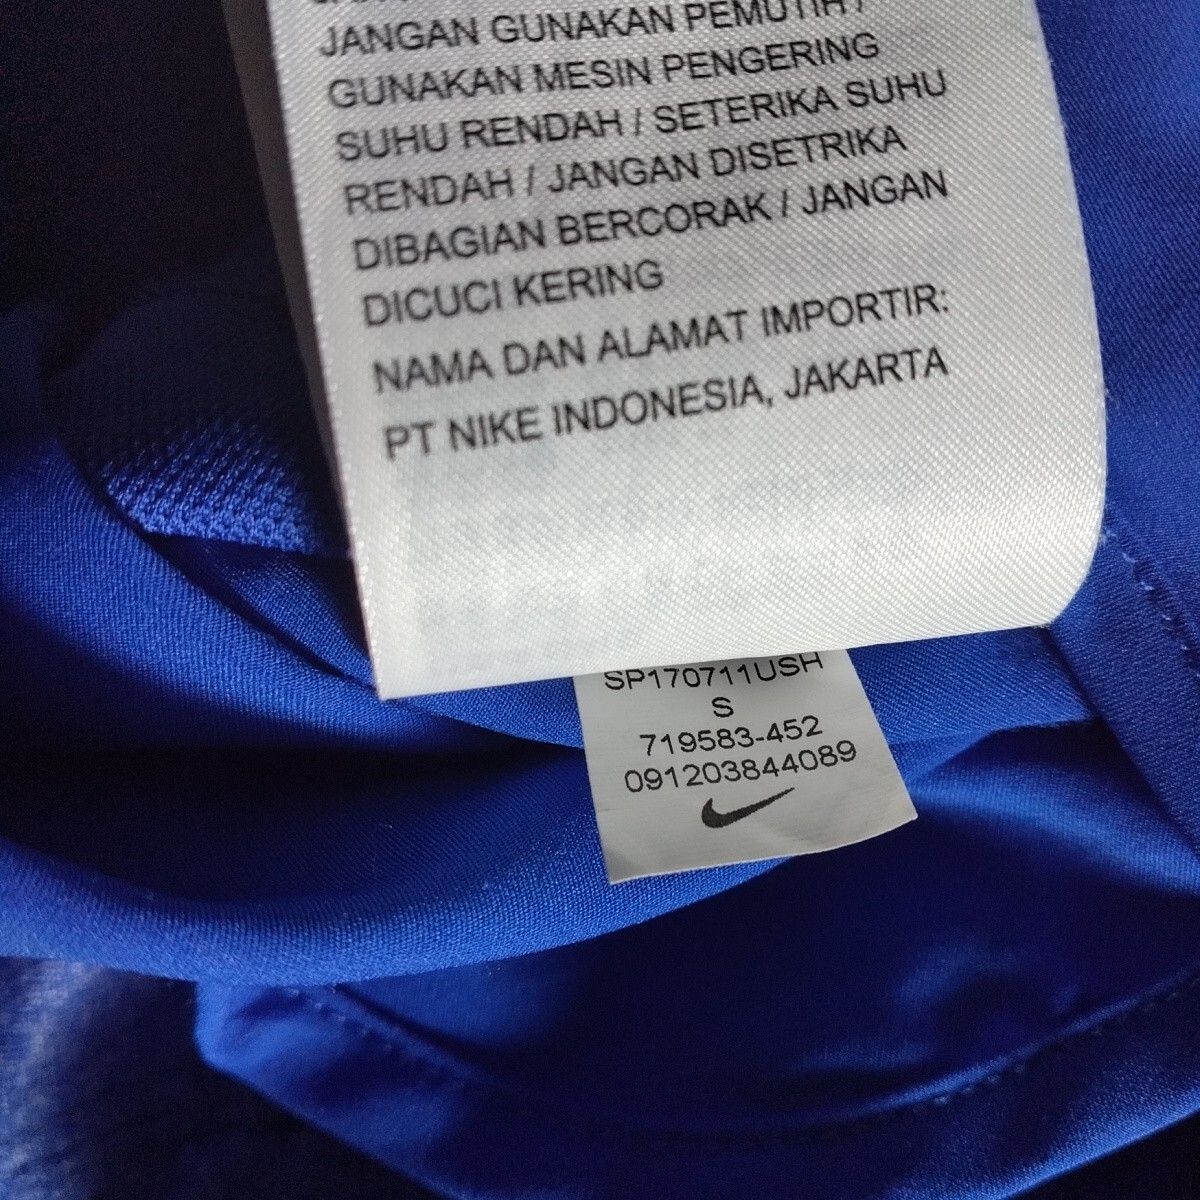 JANGAN GUNAKAN PEMUTIH /
GUNAKAN MESIN PENGERING
SUHU RENDAH / SETERIKA SUHU
RENDAH / JANGAN DISETRIKA
DIBAGIAN BERCORAK / JANGAN
DICUCI KERING
NAMA DAN ALAMAT IMPORTIR:
PT NIKE INDONESIA, JAKARTA
SP170711USH
S
719583-452
091203844089